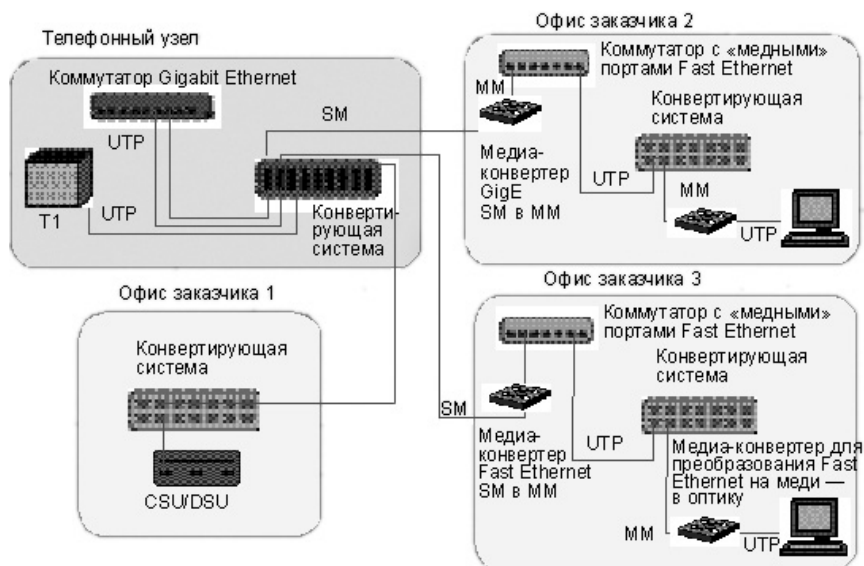 Телефонный узел
Коммутатор Gigabit Ethernet
UTP
T1
UTP
SM
Конверти-
рующая
система
Офис заказчика 1
Конвертирующая
система
CSU/DSU
Офис заказчика 2
Коммутатор с «медными»
портами Fast Ethernet
MM
Конвертирующая
система
Медиа-
конвертер
GigE
SM в MM
UTP
MM
UTP
Офис заказчика 3
Коммутатор с «медными»
портами Fast Ethernet
Конвертирующая
система
SM
Медиа-
конвертер
Fast Ethernet
SM в MM
UTP
Медиа-конвертер для
преобразования Fast
Ethernet на меди —
в оптику
MM
UTP